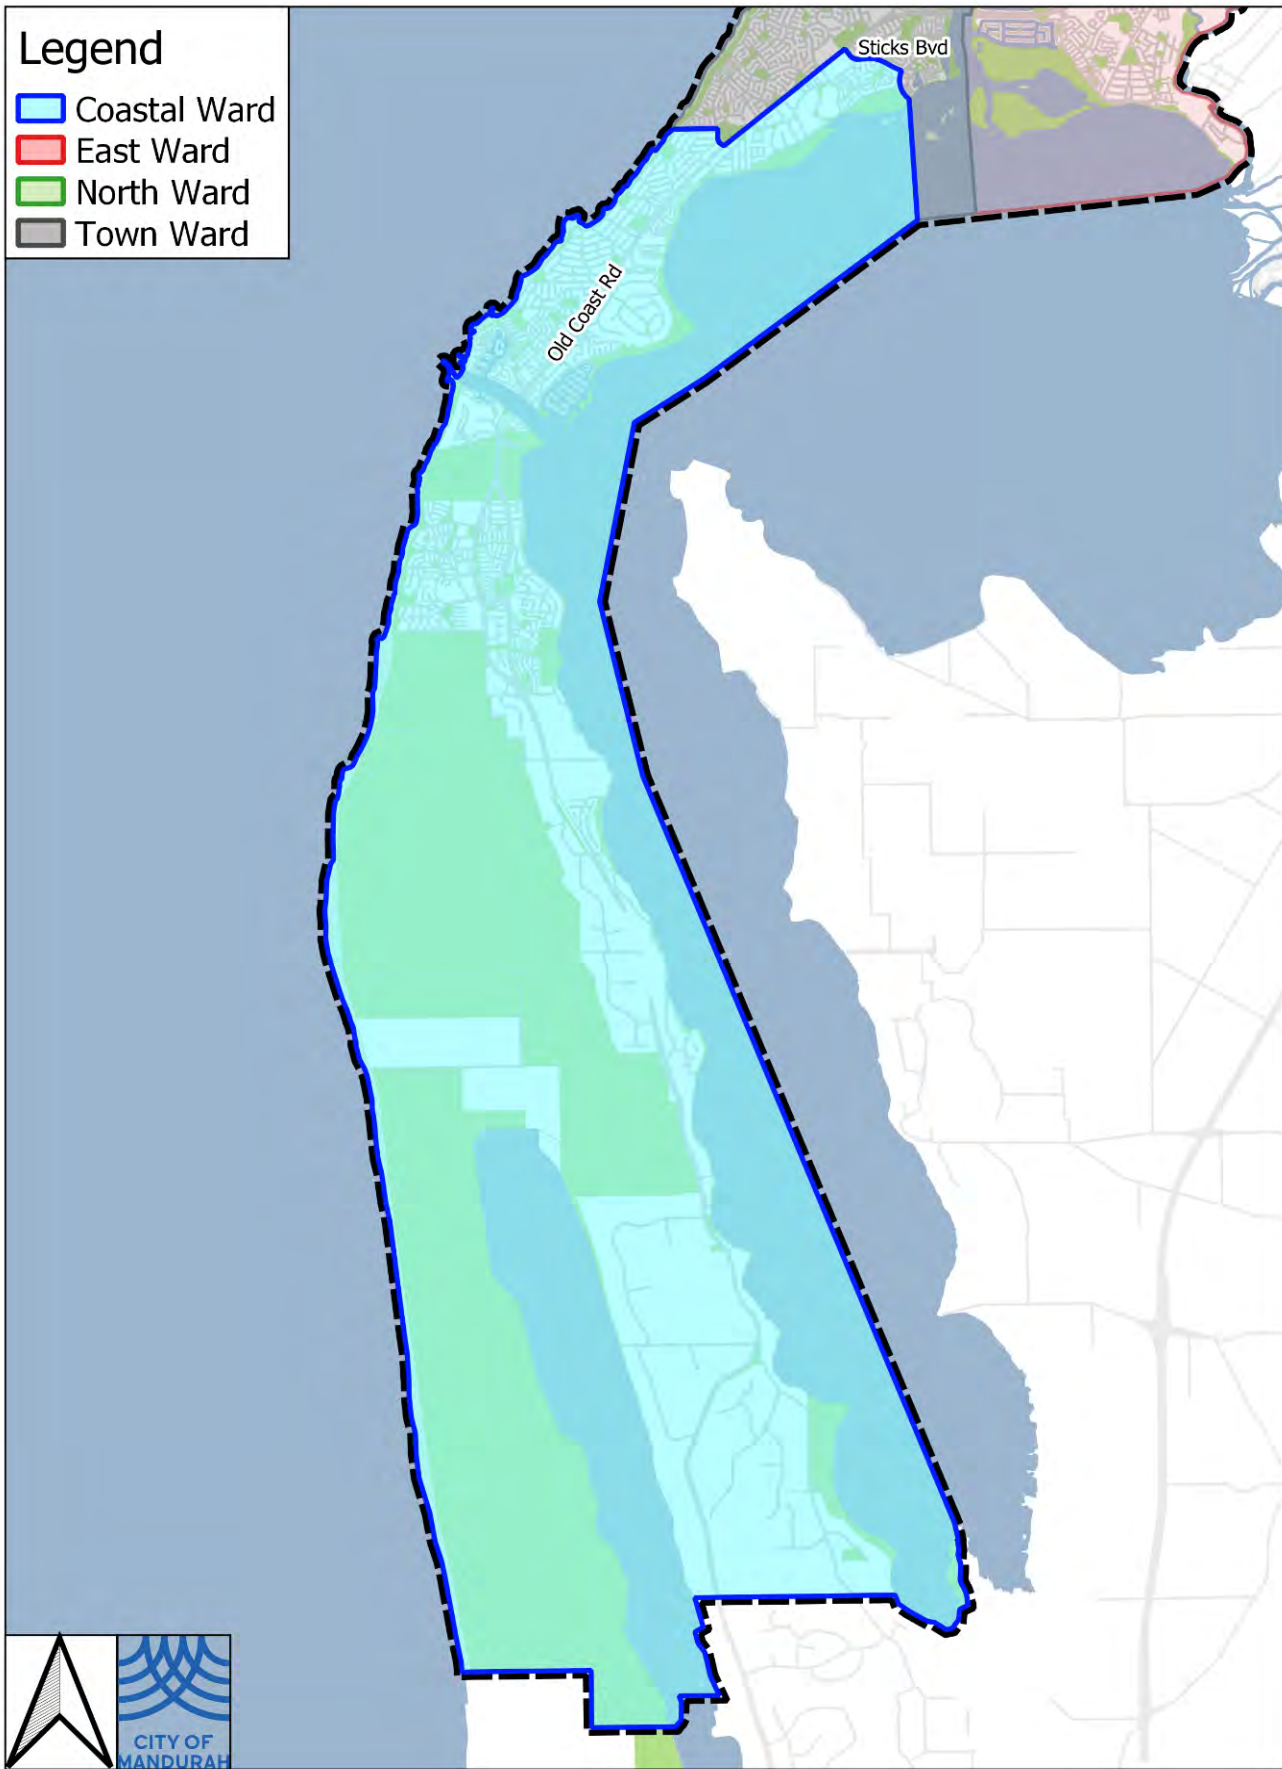 Legend
Coastal Ward
East Ward
North Ward
Town Ward
Sticks Bvd
Old Coast Rd
CITY OF
MANDURAH